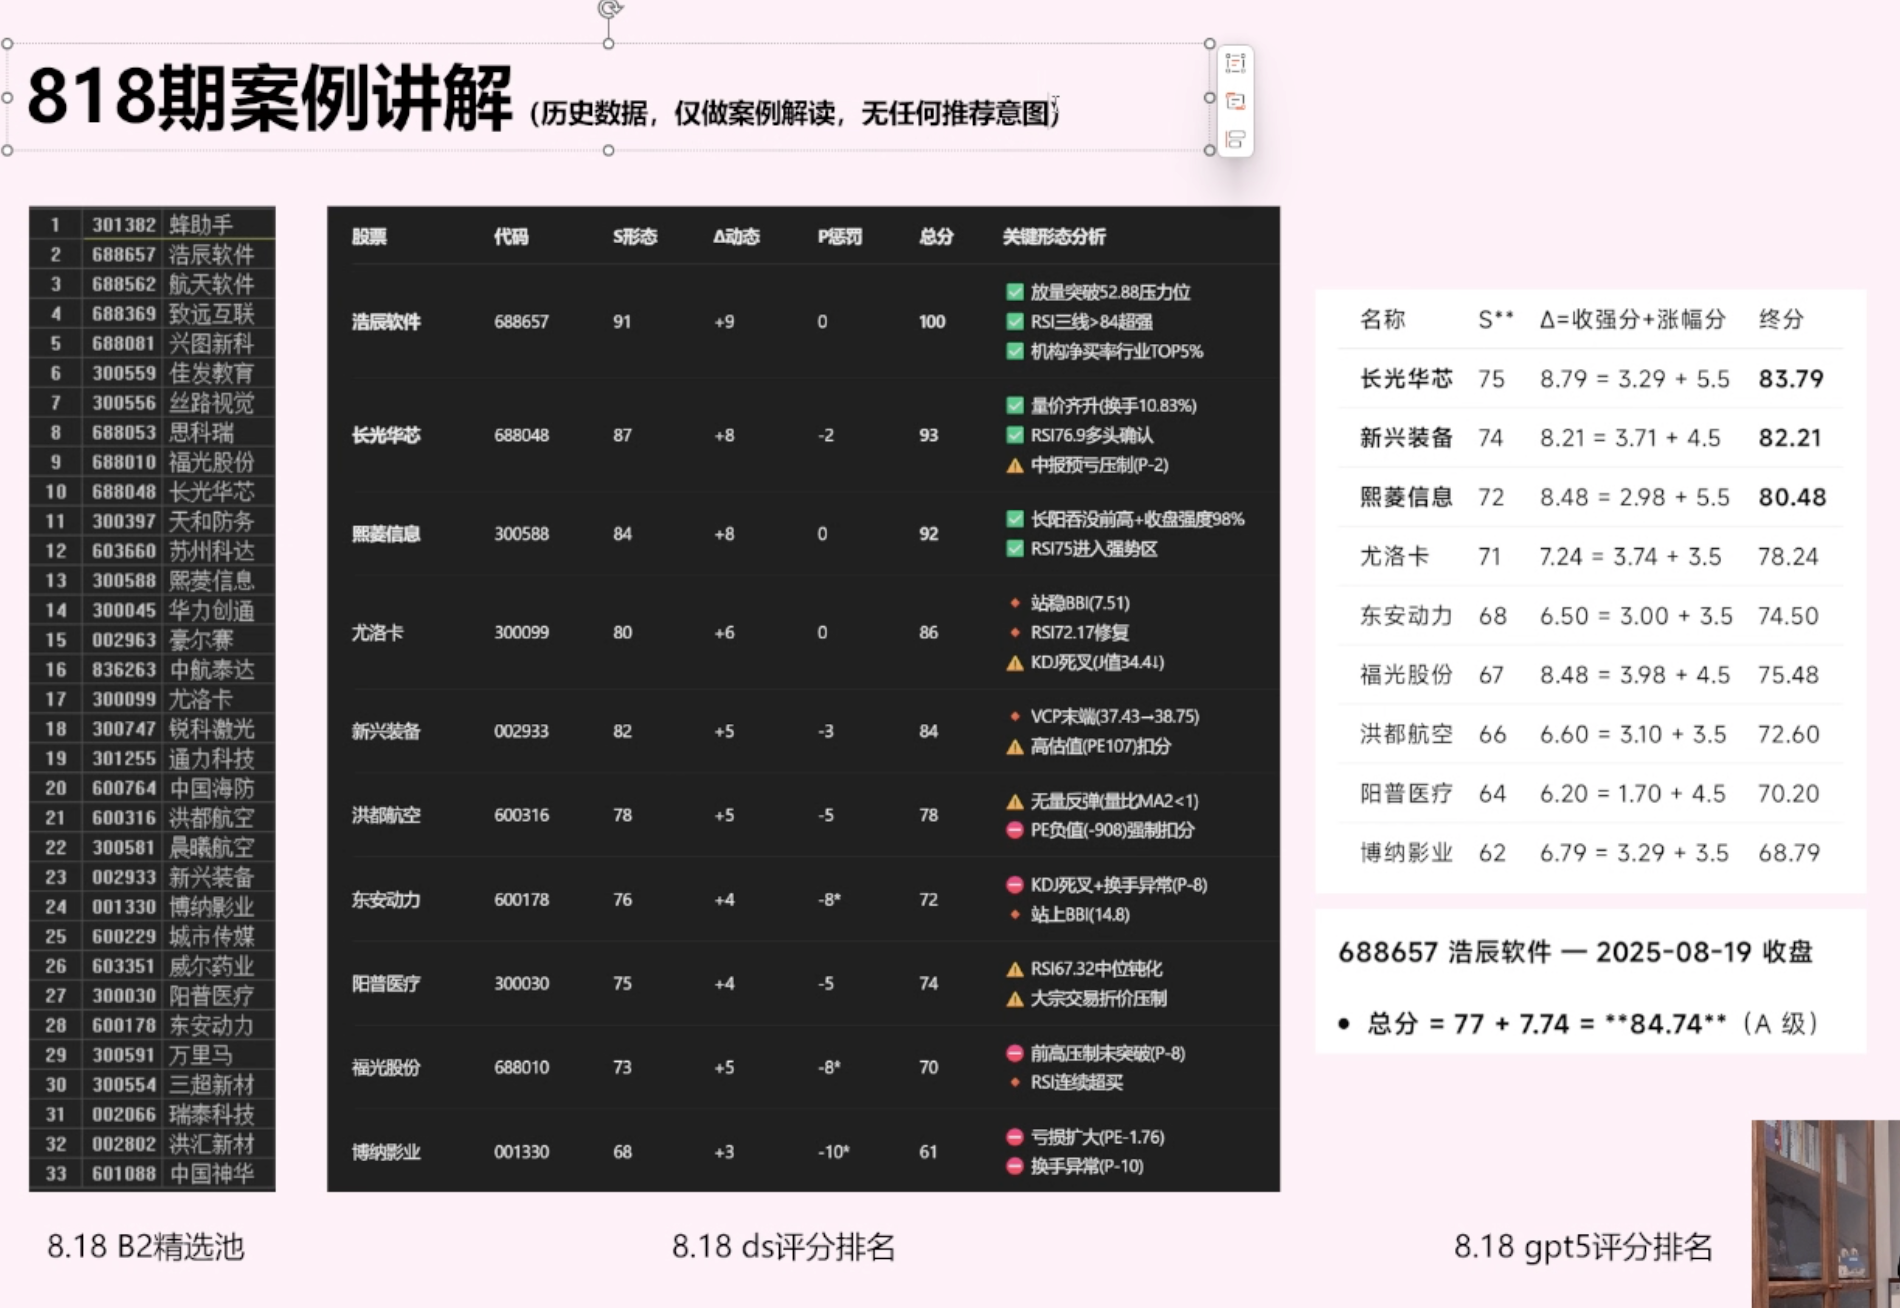 818期案例讲解（历史数据，仅做案例解读，无任何推荐意图）
1 301382 蜂助手
2 688657 浩辰软件
3 688562 航天软件
4 688369 致远互联
5 688081 兴图新科
6 300559 佳发教育
7 300556 丝路视觉
8 688053 思科瑞
9 688010 福光股份
10 688048 长光华芯
11 300397 天和防务
12 603660 苏州科达
13 300588 熙菱信息
14 300045 华力创通
15 002963 豪尔赛
16 836263 中航泰达
17 300099 尤洛卡
18 300747 锐科激光
19 301255 通力科技
20 600764 中国海防
21 600316 洪都航空
22 300581 晨曦航空
23 002933 新兴装备
24 001330 博纳影业
25 600229 城市传媒
26 603351 威尔药业
27 300030 阳普医疗
28 600178 东安动力
29 300591 万里马
30 300554 三超新材
31 002066 瑞泰科技
32 002802 洪汇新材
33 601088 中国神华
8.18 B2精选池
股票 代码 S形态 Δ动态 P惩罚 总分 关键形态分析
浩辰软件 688657 91 +9 0 100
✅ 放量突破52.88压力位
✅ RSI三线>84超强
✅ 机构净买率行业TOP5%
长光华芯 688048 87 +8 -2 93
✅ 量价齐升(换手10.83%)
✅ RSI76.9多头确认
⚠️ 中报预亏压制(P-2)
熙菱信息 300588 84 +8 0 92
✅ 长阳吞没前高+收盘强度98%
✅ RSI75进入强势区
尤洛卡 300099 80 +6 0 86
🔸 站稳BBI(7.51)
🔸 RSI72.17修复
⚠️ KDJ死叉(J值34.4↓)
新兴装备 002933 82 +5 -3 84
🔸 VCP末端(37.43→38.75)
⚠️ 高估值(PE107)扣分
洪都航空 600316 78 +5 -5 78
⚠️ 无量反弹(量比MA2<1)
⛔ PE负值(-908)强制扣分
东安动力 600178 76 +4 -8* 72
⛔ KDJ死叉+换手异常(P-8)
🔸 站上BBI(14.8)
阳普医疗 300030 75 +4 -5 74
⚠️ RSI67.32中位钝化
⚠️ 大宗交易折价压制
福光股份 688010 73 +5 -8* 70
⛔ 前高压制未突破(P-8)
🔸 RSI连续超买
博纳影业 001330 68 +3 -10* 61
⛔ 亏损扩大(PE-1.76)
⛔ 换手异常(P-10)
8.18 ds评分排名
名称 S** Δ=收强分+涨幅分 终分
长光华芯 75 8.79 = 3.29 + 5.5 83.79
新兴装备 74 8.21 = 3.71 + 4.5 82.21
熙菱信息 72 8.48 = 2.98 + 5.5 80.48
尤洛卡 71 7.24 = 3.74 + 3.5 78.24
东安动力 68 6.50 = 3.00 + 3.5 74.50
福光股份 67 8.48 = 3.98 + 4.5 75.48
洪都航空 66 6.60 = 3.10 + 3.5 72.60
阳普医疗 64 6.20 = 1.70 + 4.5 70.20
博纳影业 62 6.79 = 3.29 + 3.5 68.79
688657 浩辰软件 — 2025-08-19 收盘
• 总分 = 77 + 7.74 = **84.74**（A 级）
8.18 gpt5评分排名